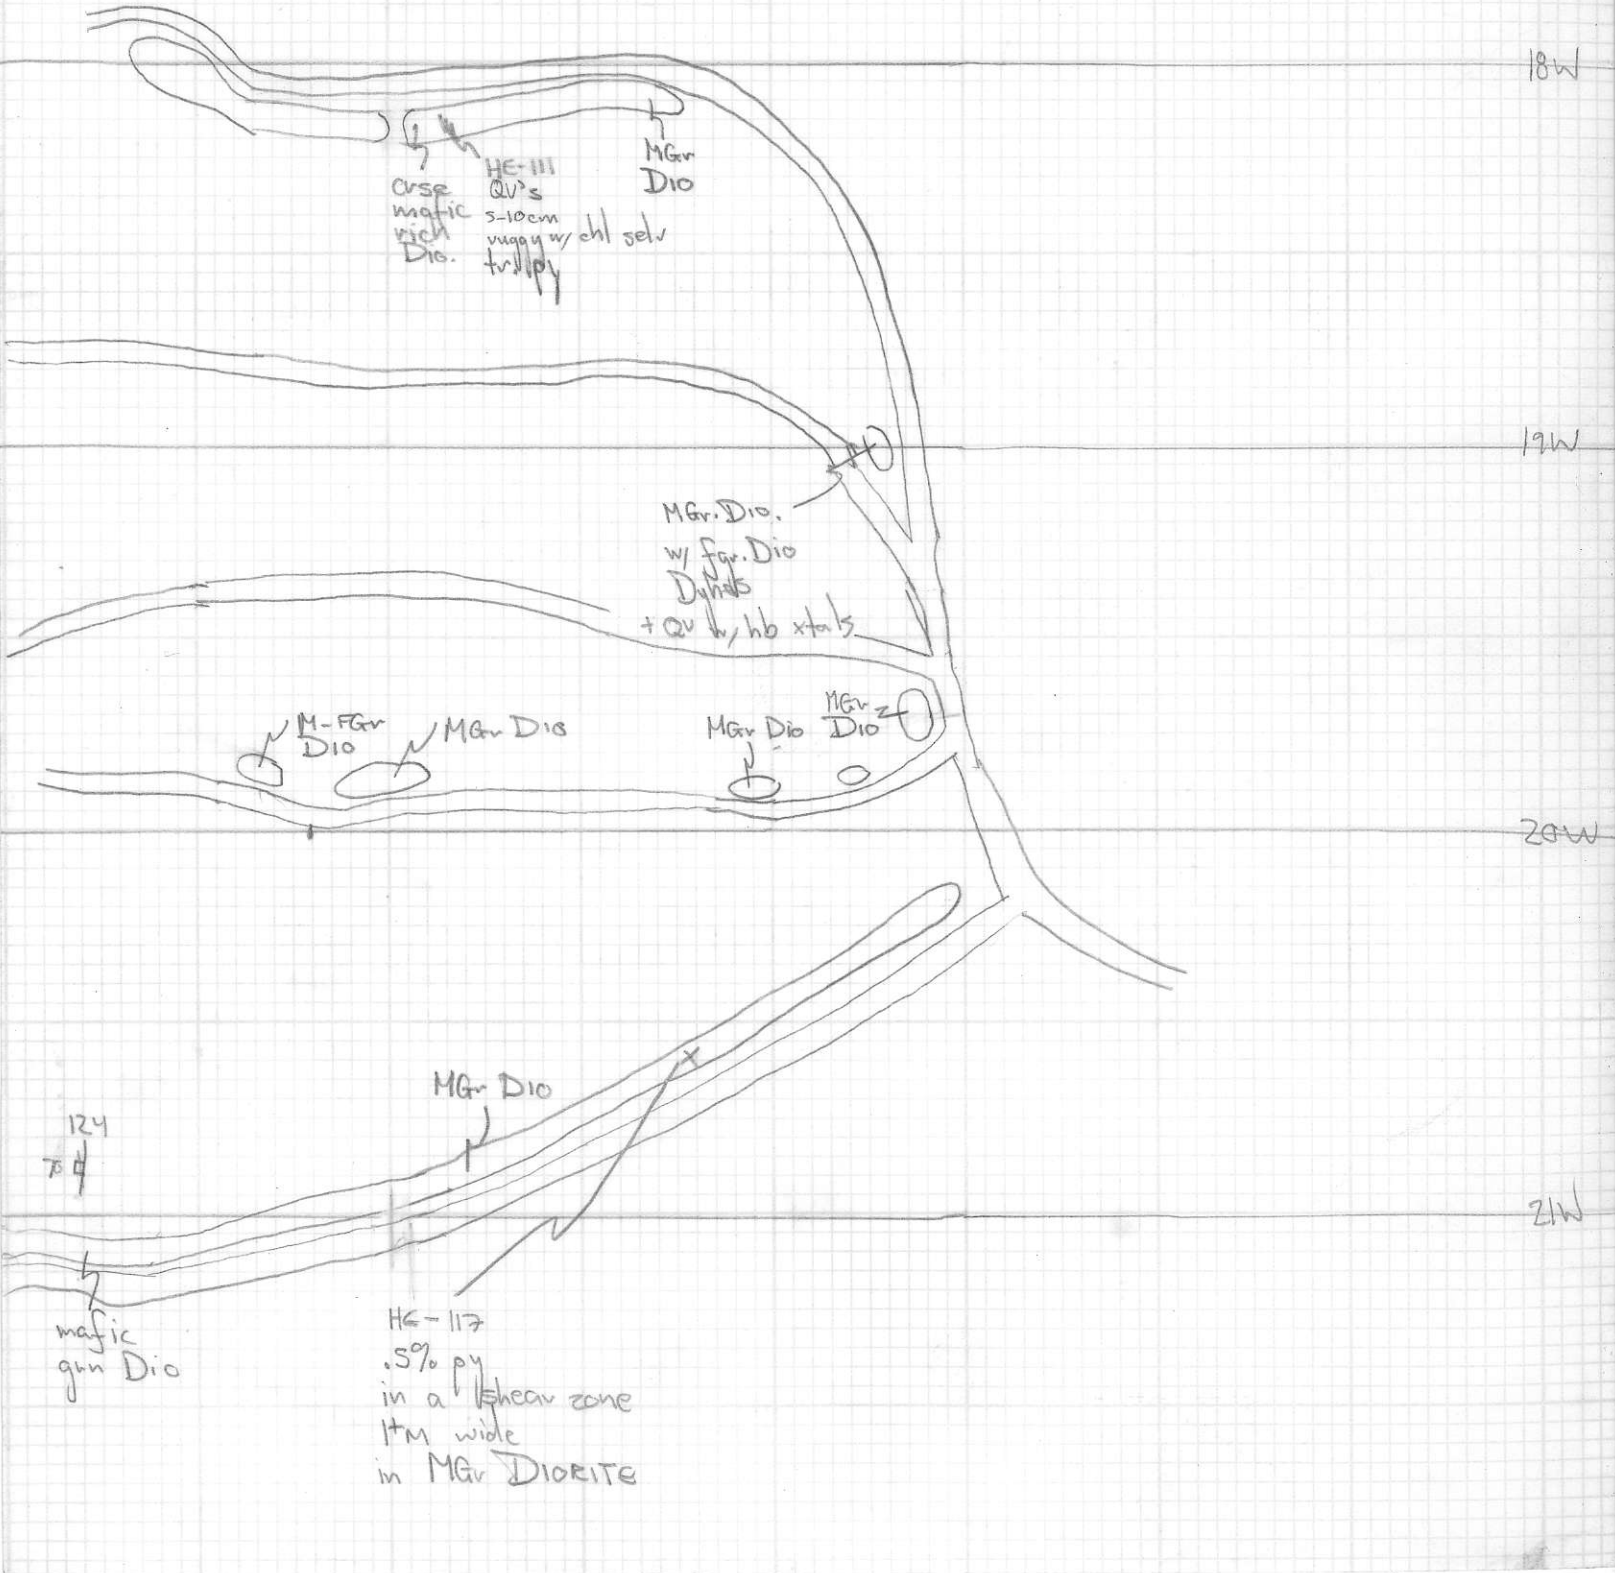 18W
MGr
Dio
crse
mafic
rich
Dio.
HE-111
QV's
5-10cm
vuggy w/ chl selv
tr. py
19W
MGr. Dio.
w/ fgr. Dio
Dykes
+ QV w/ hb xtals
M-FGr
Dio
MGr Dio
MGr Dio
MGr
Dio
20W
MGr Dio
124
70
21W
mafic
grn Dio
HE-117
.5% py
in a shear zone
1+M wide
in MGr DIORITE